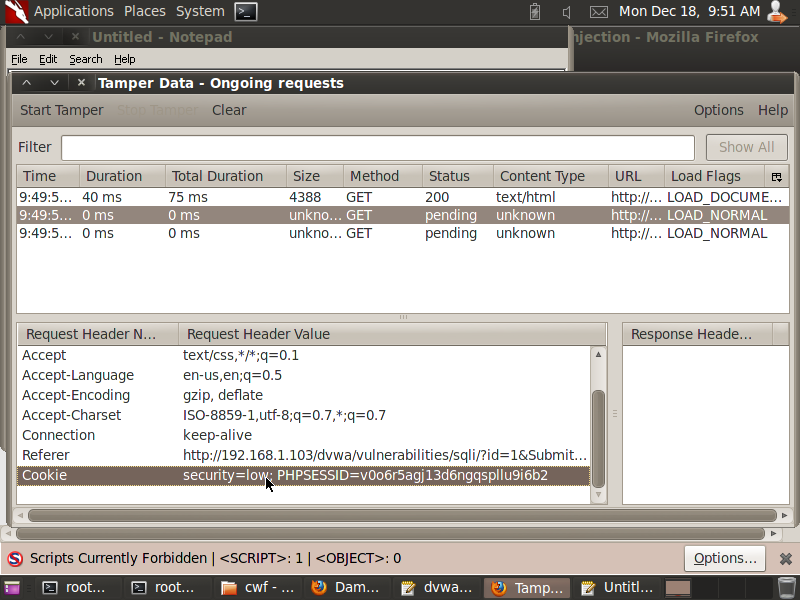 Applications Places System Mon Dec 18, 9:51 AM
Untitled - Notepad njection - Mozilla Firefox
File Edit Search Help
Tamper Data - Ongoing requests
Start Tamper Stop Tamper Clear Options Help
Filter Show All
Time Duration Total Duration Size Method Status Content Type URL Load Flags
9:49:5... 40 ms 75 ms 4388 GET 200 text/html http://... LOAD_DOCUME...
9:49:5... 0 ms 0 ms unkno... GET pending unknown http://... LOAD_NORMAL
9:49:5... 0 ms 0 ms unkno... GET pending unknown http://... LOAD_NORMAL
Request Header N... Request Header Value Response Heade...
Accept text/css,*/*;q=0.1
Accept-Language en-us,en;q=0.5
Accept-Encoding gzip, deflate
Accept-Charset ISO-8859-1,utf-8;q=0.7,*;q=0.7
Connection keep-alive
Referer http://192.168.1.103/dvwa/vulnerabilities/sqli/?id=1&Submit...
Cookie security=low; PHPSESSID=v0o6r5agj13d6ngqspllu9i6b2
Scripts Currently Forbidden | <SCRIPT>: 1 | <OBJECT>: 0 Options...
root... root... cwf - ... Dam... dvwa... Tamp... Untitl...